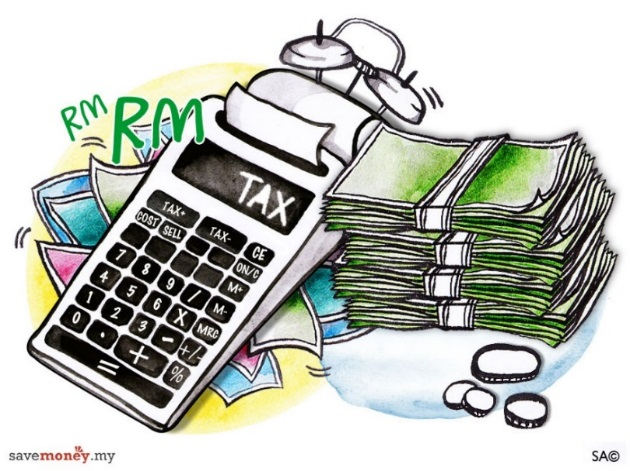 RM RM
TAX
TAX+ TAX-
COST SELL CE
ON/C
7 8 9 / M+
4 5 6 X M-
1 2 3 - MRC
0 . + +/-
= %
savemoney.my
SA©